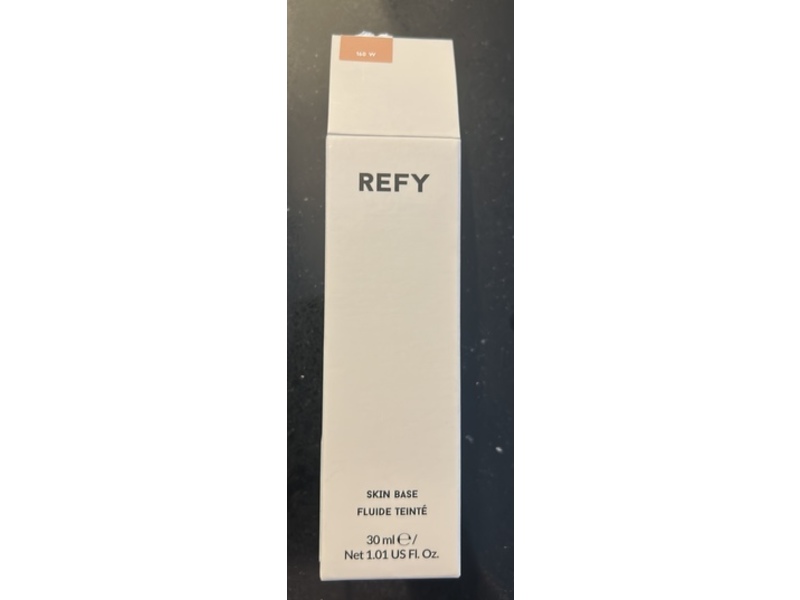 REFY
SKIN BASE
FLUIDE TEINTÉ
30 ml ℮/
Net 1.01 US Fl. Oz.